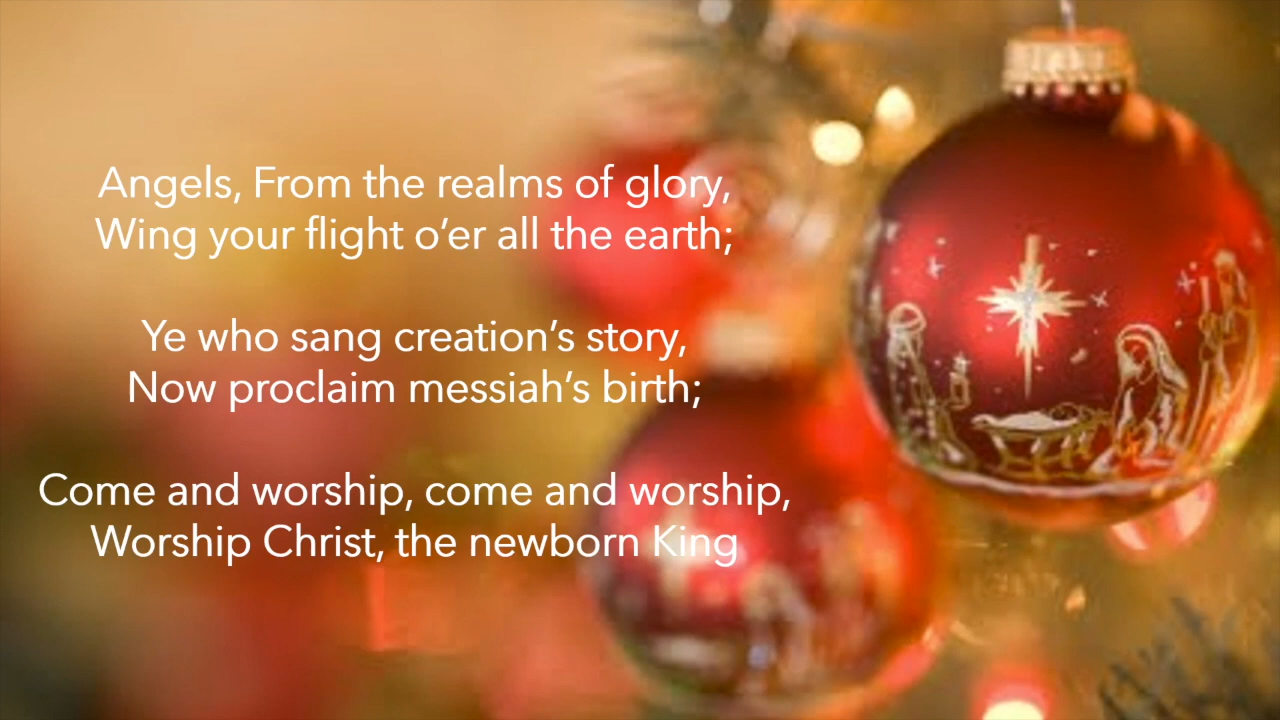 Angels, From the realms of glory,
Wing your flight o’er all the earth;
Ye who sang creation’s story,
Now proclaim messiah’s birth;
Come and worship, come and worship,
Worship Christ, the newborn King